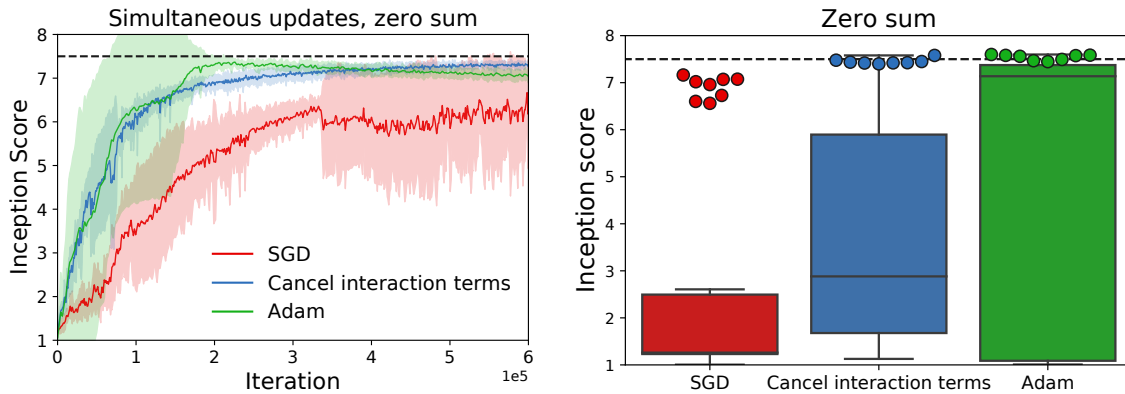 Simultaneous updates, zero sum
Inception Score
8
7
6
5
4
3
2
1
SGD
Cancel interaction terms
Adam
0 1 2 3 4 5 6
1e5
Iteration
Zero sum
Inception score
8
7
6
5
4
3
2
1
SGD Cancel interaction terms Adam